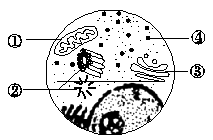 ① ④
③
②